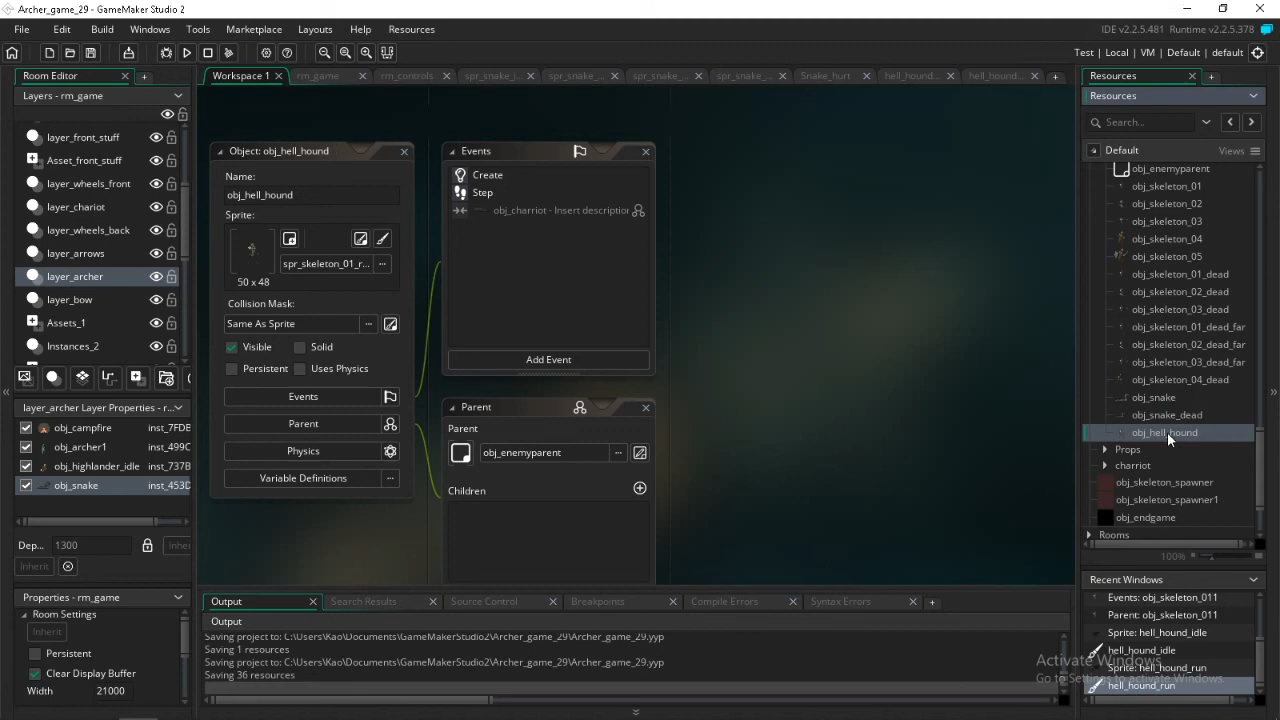 Archer_game_29 - GameMaker Studio 2
File Edit Build Windows Tools Marketplace Layouts Help Resources
IDE v2.2.5.481 Runtime v2.2.5.378
Test | Local | VM | Default | default
Room Editor
Layers - rm_game
layer_front_stuff
Asset_front_stuff
layer_wheels_front
layer_chariot
layer_wheels_back
layer_arrows
layer_archer
layer_bow
Assets_1
Instances_2
layer_archer Layer Properties - r...
obj_campfire inst_7FDE
obj_archer1 inst_499C
obj_highlander_idle inst_737B
obj_snake inst_453D
Dep... 1300 Inher
Inherit
Properties - rm_game
Room Settings
Inherit
Persistent
Clear Display Buffer
Width 21000
Workspace 1 rm_game rm_controls spr_snake_i... spr_snake_... spr_snake_... spr_snake_... Snake_hurt hell_hound... hell_hound...
Object: obj_hell_hound
Name:
obj_hell_hound
Sprite:
spr_skeleton_01_r...
50 x 48
Collision Mask:
Same As Sprite
Visible Solid
Persistent Uses Physics
Events
Parent
Physics
Variable Definitions
Events
Create
Step
obj_charriot - Insert description
Add Event
Parent
Parent
obj_enemyparent
Children
Output Search Results Source Control Breakpoints Compile Errors Syntax Errors
Output
Saving project to: C:\Users\Kao\Documents\GameMakerStudio2\Archer_game_29\Archer_game_29.yyp
Saving 1 resources
Saving project to: C:\Users\Kao\Documents\GameMakerStudio2\Archer_game_29\Archer_game_29.yyp
Saving 36 resources
Resources
Resources
Search...
Default Views
obj_enemyparent
obj_skeleton_01
obj_skeleton_02
obj_skeleton_03
obj_skeleton_04
obj_skeleton_05
obj_skeleton_01_dead
obj_skeleton_02_dead
obj_skeleton_03_dead
obj_skeleton_01_dead_far
obj_skeleton_02_dead_far
obj_skeleton_03_dead_far
obj_skeleton_04_dead
obj_snake
obj_snake_dead
obj_hell_hound
Props
charriot
obj_skeleton_spawner
obj_skeleton_spawner1
obj_endgame
Rooms
100%
Recent Windows
Events: obj_skeleton_011
Parent: obj_skeleton_011
Sprite: hell_hound_idle
hell_hound_idle
Sprite: hell_hound_run
hell_hound_run
Activate Windows
Go to Settings to activate Windows.